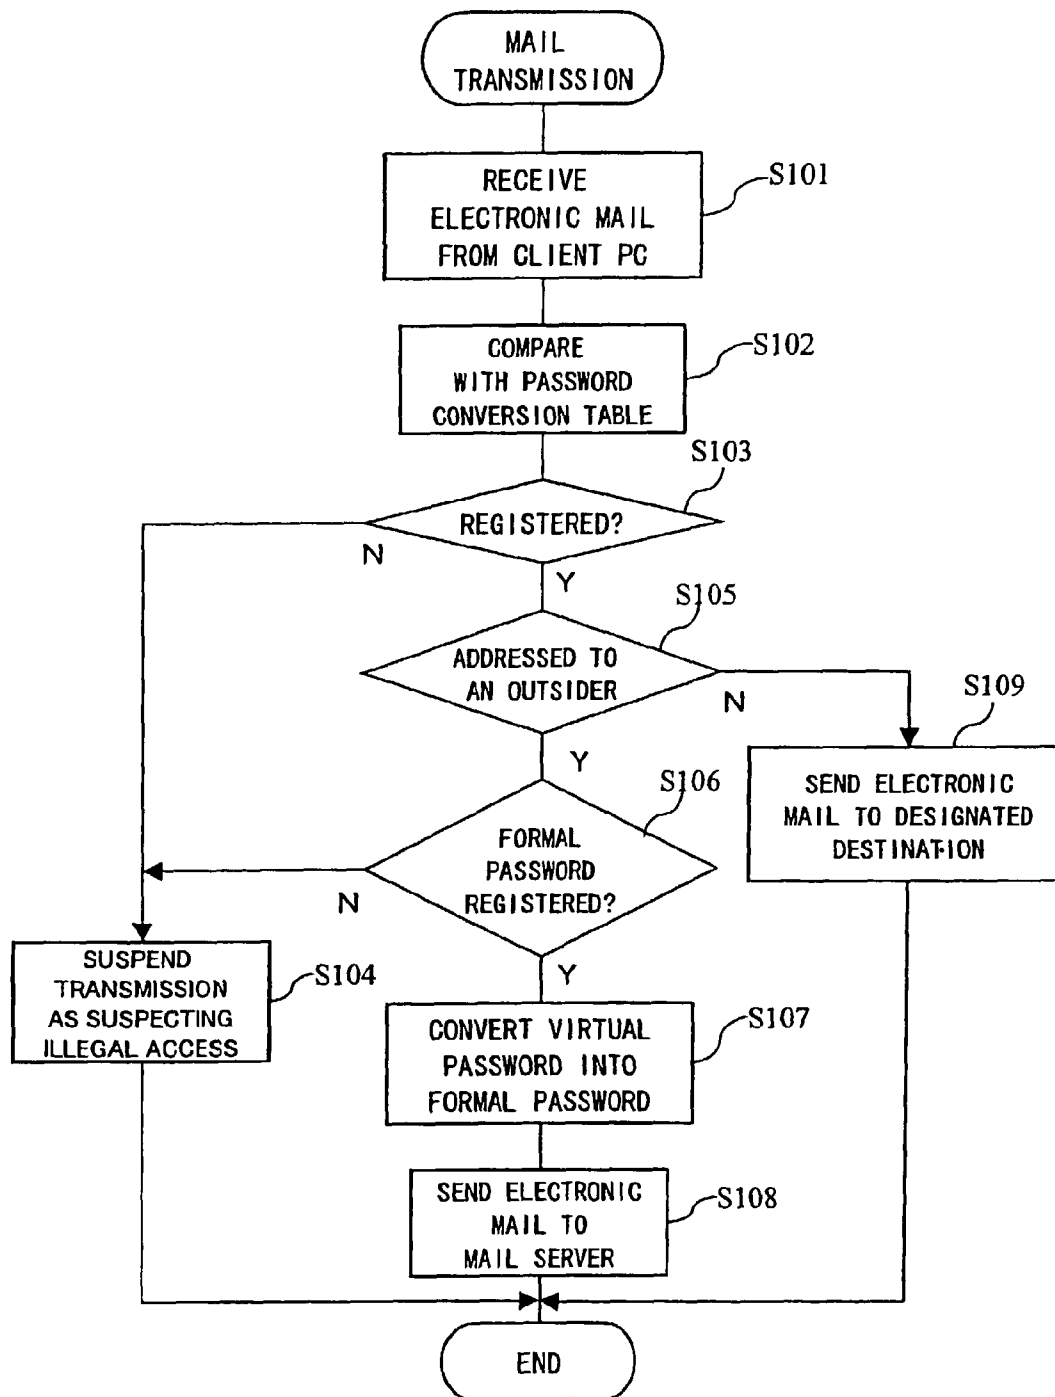 MAIL
TRANSMISSION
RECEIVE
ELECTRONIC MAIL
FROM CLIENT PC
S101
COMPARE
WITH PASSWORD
CONVERSION TABLE
S102
S103
REGISTERED?
N
Y
S105
ADDRESSED TO
AN OUTSIDER
N
Y
S109
SEND ELECTRONIC
MAIL TO DESIGNATED
DESTINATION
S106
FORMAL
PASSWORD
REGISTERED?
N
Y
SUSPEND
TRANSMISSION
AS SUSPECTING
ILLEGAL ACCESS
S104
CONVERT VIRTUAL
PASSWORD INTO
FORMAL PASSWORD
S107
SEND ELECTRONIC
MAIL TO
MAIL SERVER
S108
END